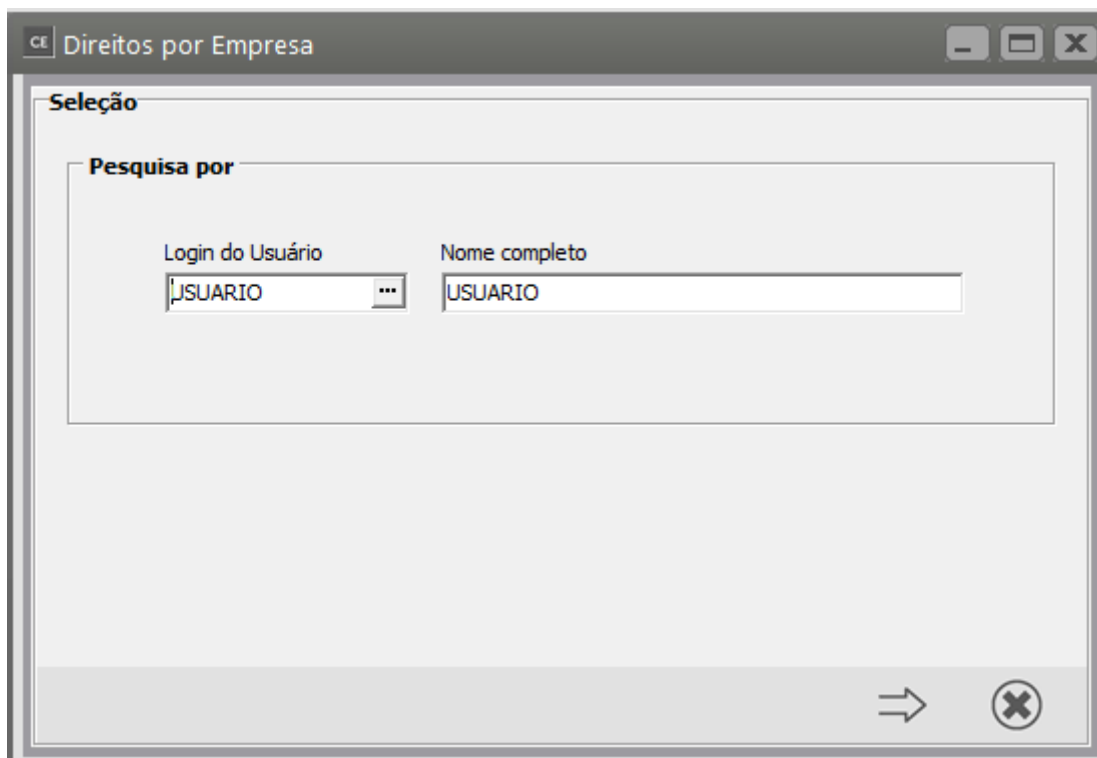 CE Direitos por Empresa
Seleção
Pesquisa por
Login do Usuário Nome completo
USUARIO ... USUARIO